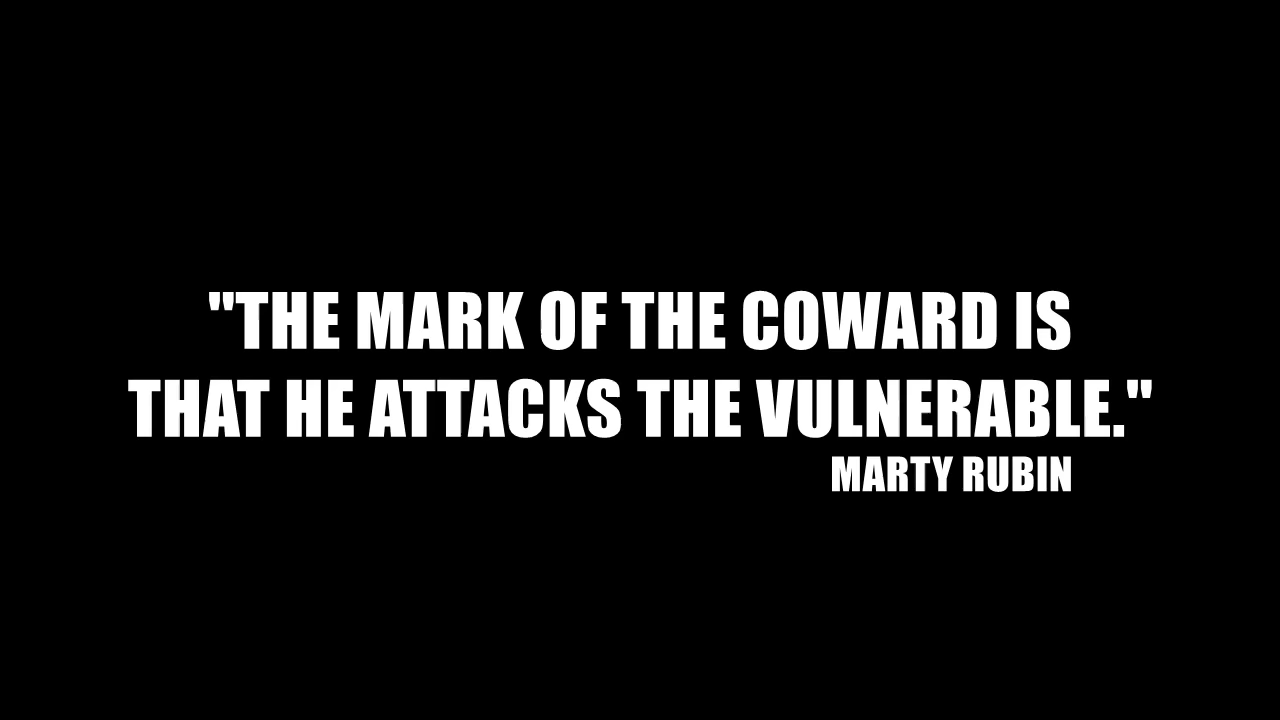 "THE MARK OF THE COWARD IS
THAT HE ATTACKS THE VULNERABLE."
MARTY RUBIN